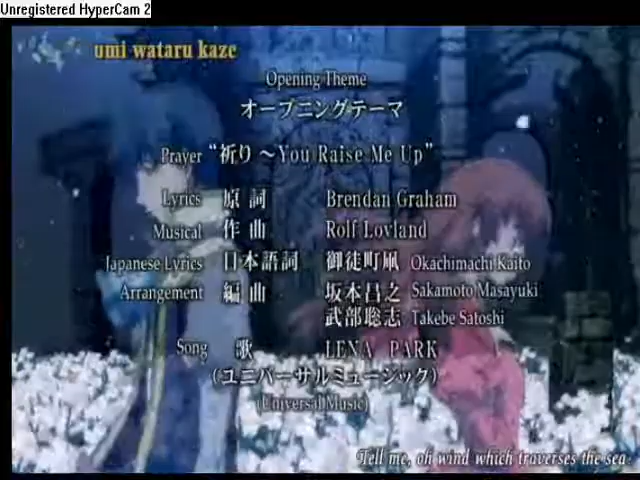 Unregistered HyperCam 2
umi wataru kaze
Opening Theme
オープニングテーマ
Prayer “祈り ～You Raise Me Up”
Lyrics 原 詞 Brendan Graham
Musical 作 曲 Rolf Lovland
Japanese Lyrics 日本語詞 御徒町凧 Okachimachi Kaito
Arrangement 編 曲 坂本昌之 Sakamoto Masayuki
武部聡志 Takebe Satoshi
Song 歌 LENA PARK
(ユニバーサルミュージック)
(Universal Music)
Tell me, oh wind which traverses the sea.